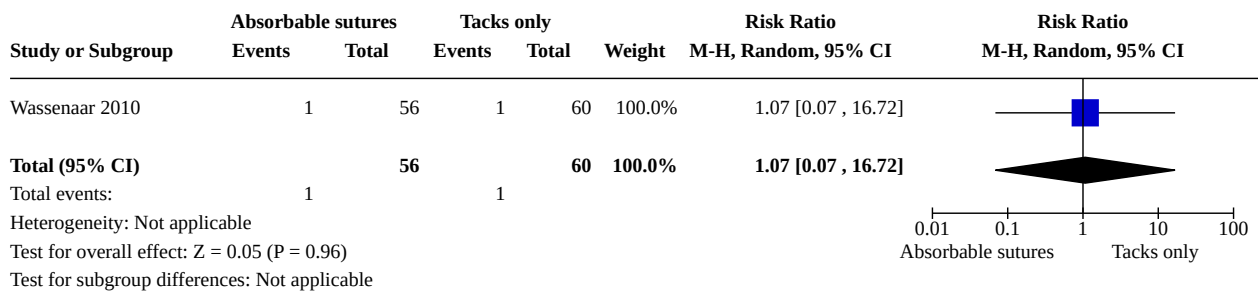 Absorbable sutures Tacks only Risk Ratio Risk Ratio
Study or Subgroup Events Total Events Total Weight M-H, Random, 95% CI M-H, Random, 95% CI
Wassenaar 2010 1 56 1 60 100.0% 1.07 [0.07 , 16.72]
Total (95% CI) 56 60 100.0% 1.07 [0.07 , 16.72]
Total events: 1 1
Heterogeneity: Not applicable
0.01 0.1 1 10 100
Test for overall effect: Z = 0.05 (P = 0.96) Absorbable sutures Tacks only
Test for subgroup differences: Not applicable